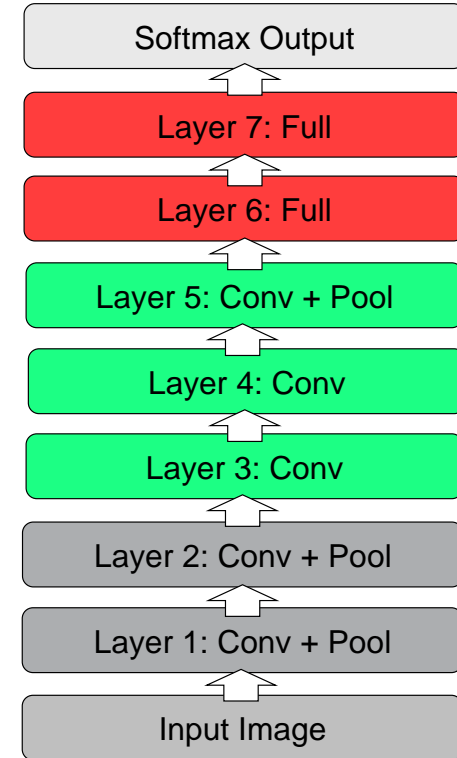 Softmax Output
Layer 7: Full
Layer 6: Full
Layer 5: Conv + Pool
Layer 4: Conv
Layer 3: Conv
Layer 2: Conv + Pool
Layer 1: Conv + Pool
Input Image